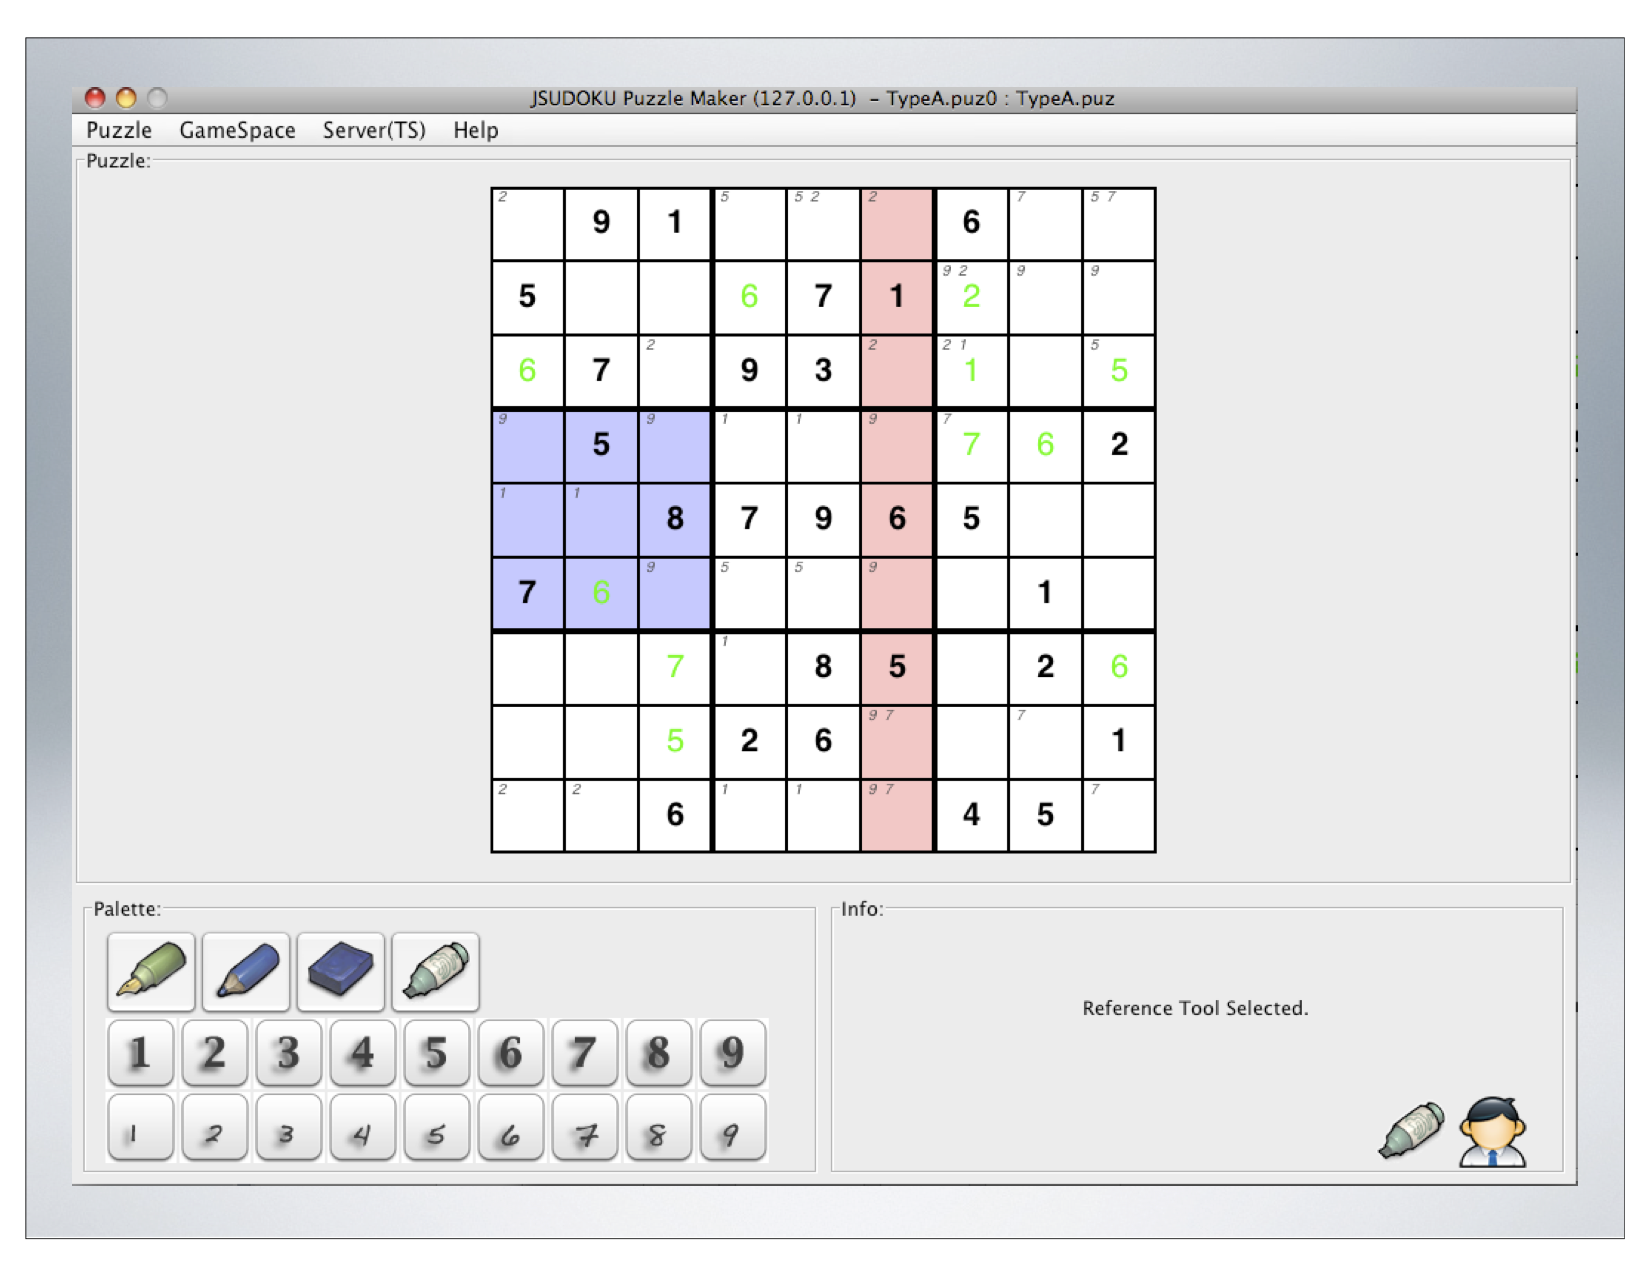 JSUDOKU Puzzle Maker (127.0.0.1) – TypeA.puz0 : TypeA.puz
Puzzle GameSpace Server(TS) Help
Puzzle:
2 5 5 2 2 7 5 7
9 1 6
9 2 9 9
5 6 7 1 2
2 2 2 1 5
6 7 9 3 1 5
9 9 1 1 9 7
5 7 6 2
1 1
8 7 9 6 5
9 5 5 9
7 6 1
1
7 8 5 2 6
9 7 7
5 2 6 1
2 2 1 1 9 7 7
6 4 5
Palette:
1 2 3 4 5 6 7 8 9
1 2 3 4 5 6 7 8 9
Info:
Reference Tool Selected.